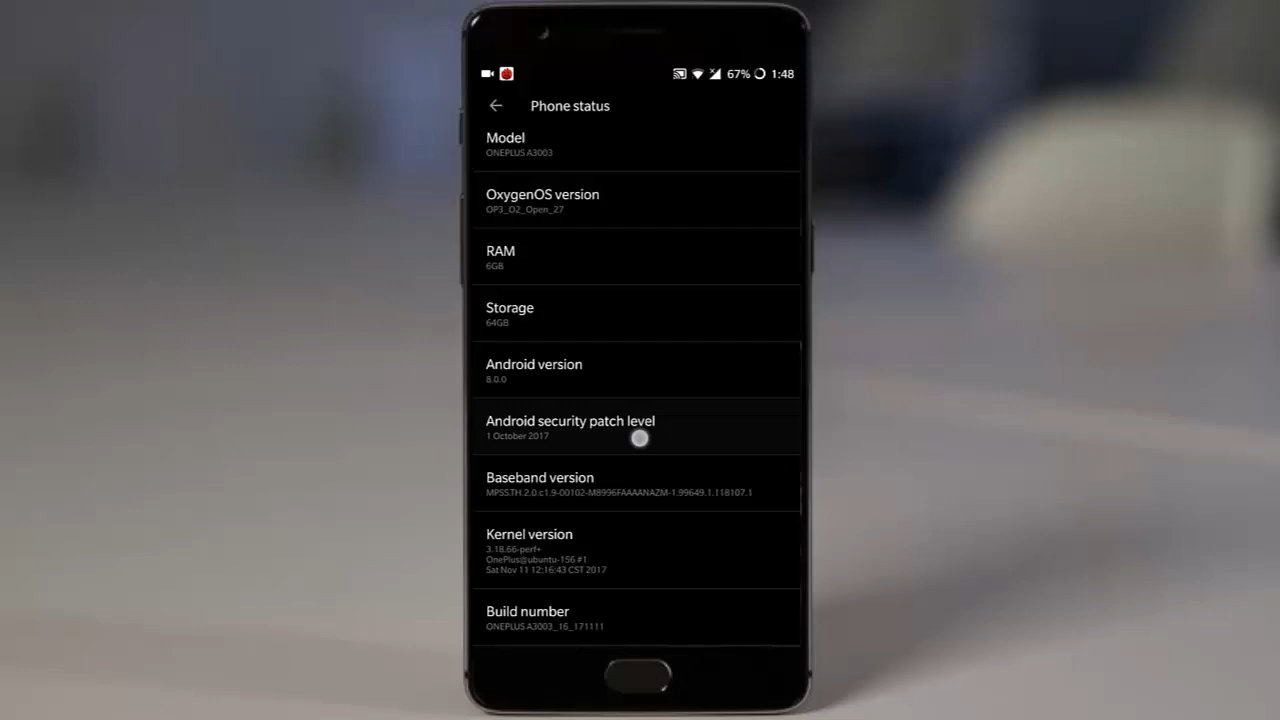 67% 1:48
Phone status
Model
ONEPLUS A3003
OxygenOS version
OP3_O2_Open_27
RAM
6GB
Storage
64GB
Android version
8.0.0
Android security patch level
1 October 2017
Baseband version
MPSS.TH.2.0.c1.9-00102-M8996FAAAANAZM-1.99649.1.118107.1
Kernel version
3.18.66-perf+
OnePlus@ubuntu-156 #1
Sat Nov 11 12:16:43 CST 2017
Build number
ONEPLUS A3003_16_171111